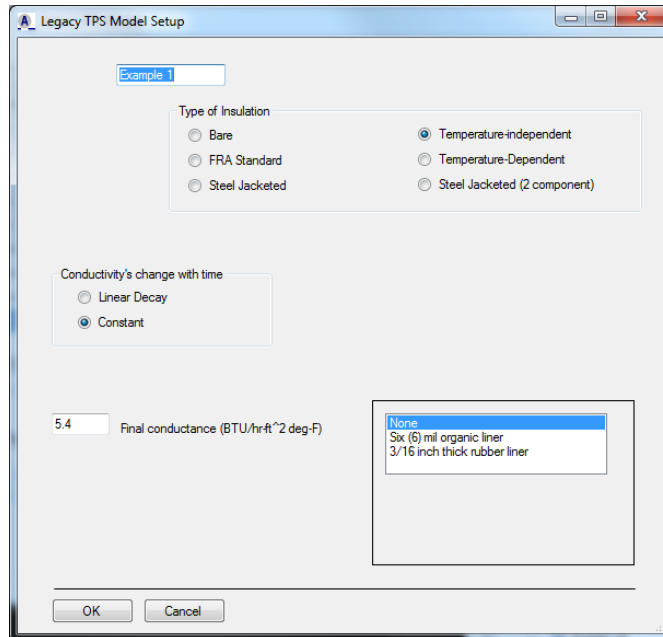 Legacy TPS Model Setup
Example 1
Type of Insulation
Bare
Temperature-independent
FRA Standard
Temperature-Dependent
Steel Jacketed
Steel Jacketed (2 component)
Conductivity's change with time
Linear Decay
Constant
5.4 Final conductance (BTU/hr-ft^2 deg-F)
None
Six (6) mil organic liner
3/16 inch thick rubber liner
OK Cancel